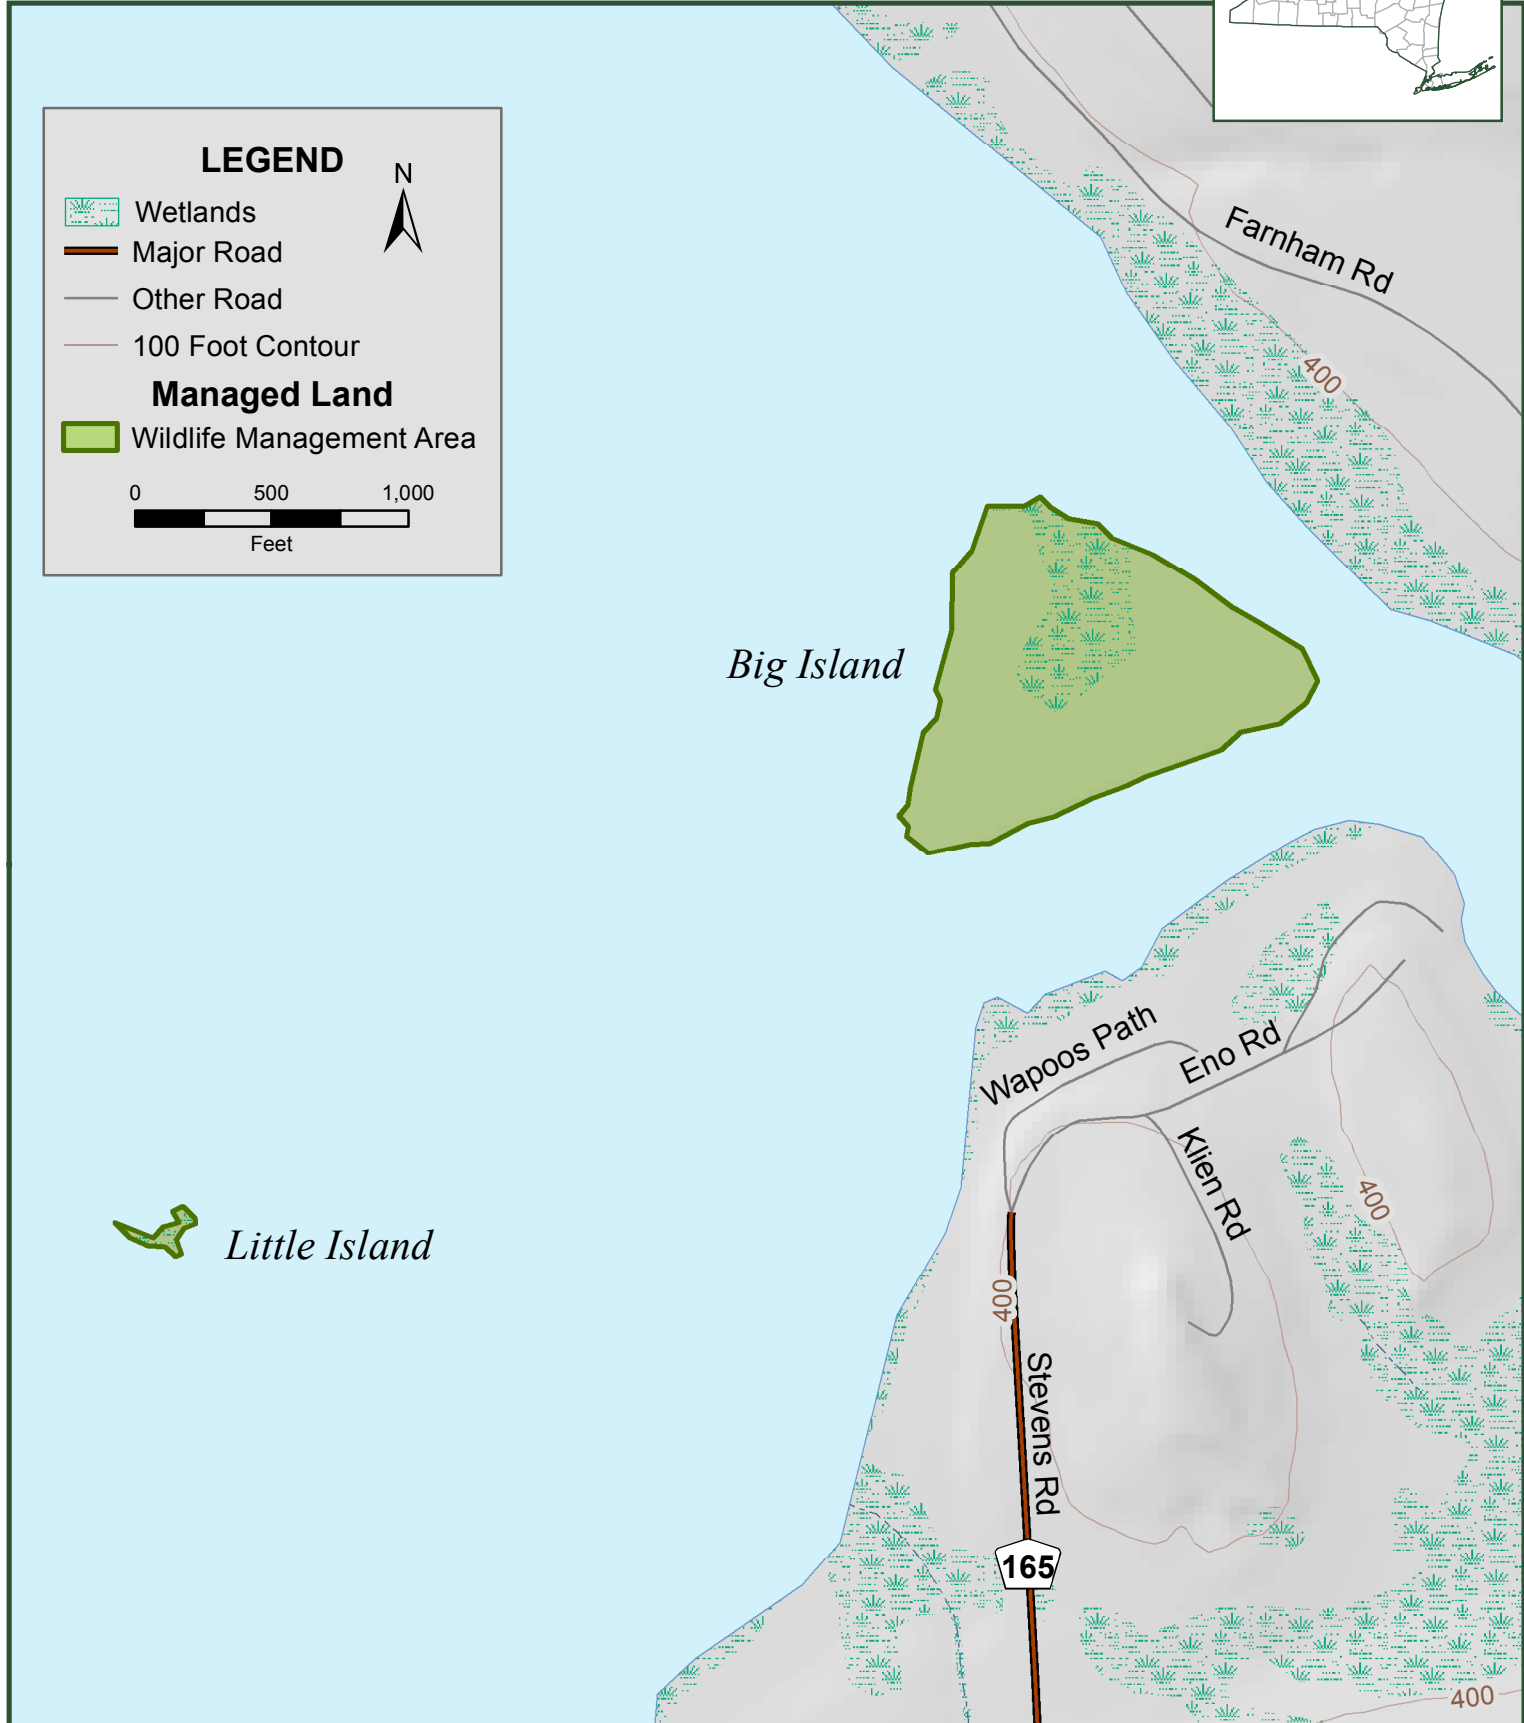 LEGEND
N
Wetlands
Major Road
Other Road
100 Foot Contour
Managed Land
Wildlife Management Area
0 500 1,000
Feet
Farnham Rd
400
Big Island
Wapoos Path
Eno Rd
Klien Rd
400
Little Island
400
Stevens Rd
165
400